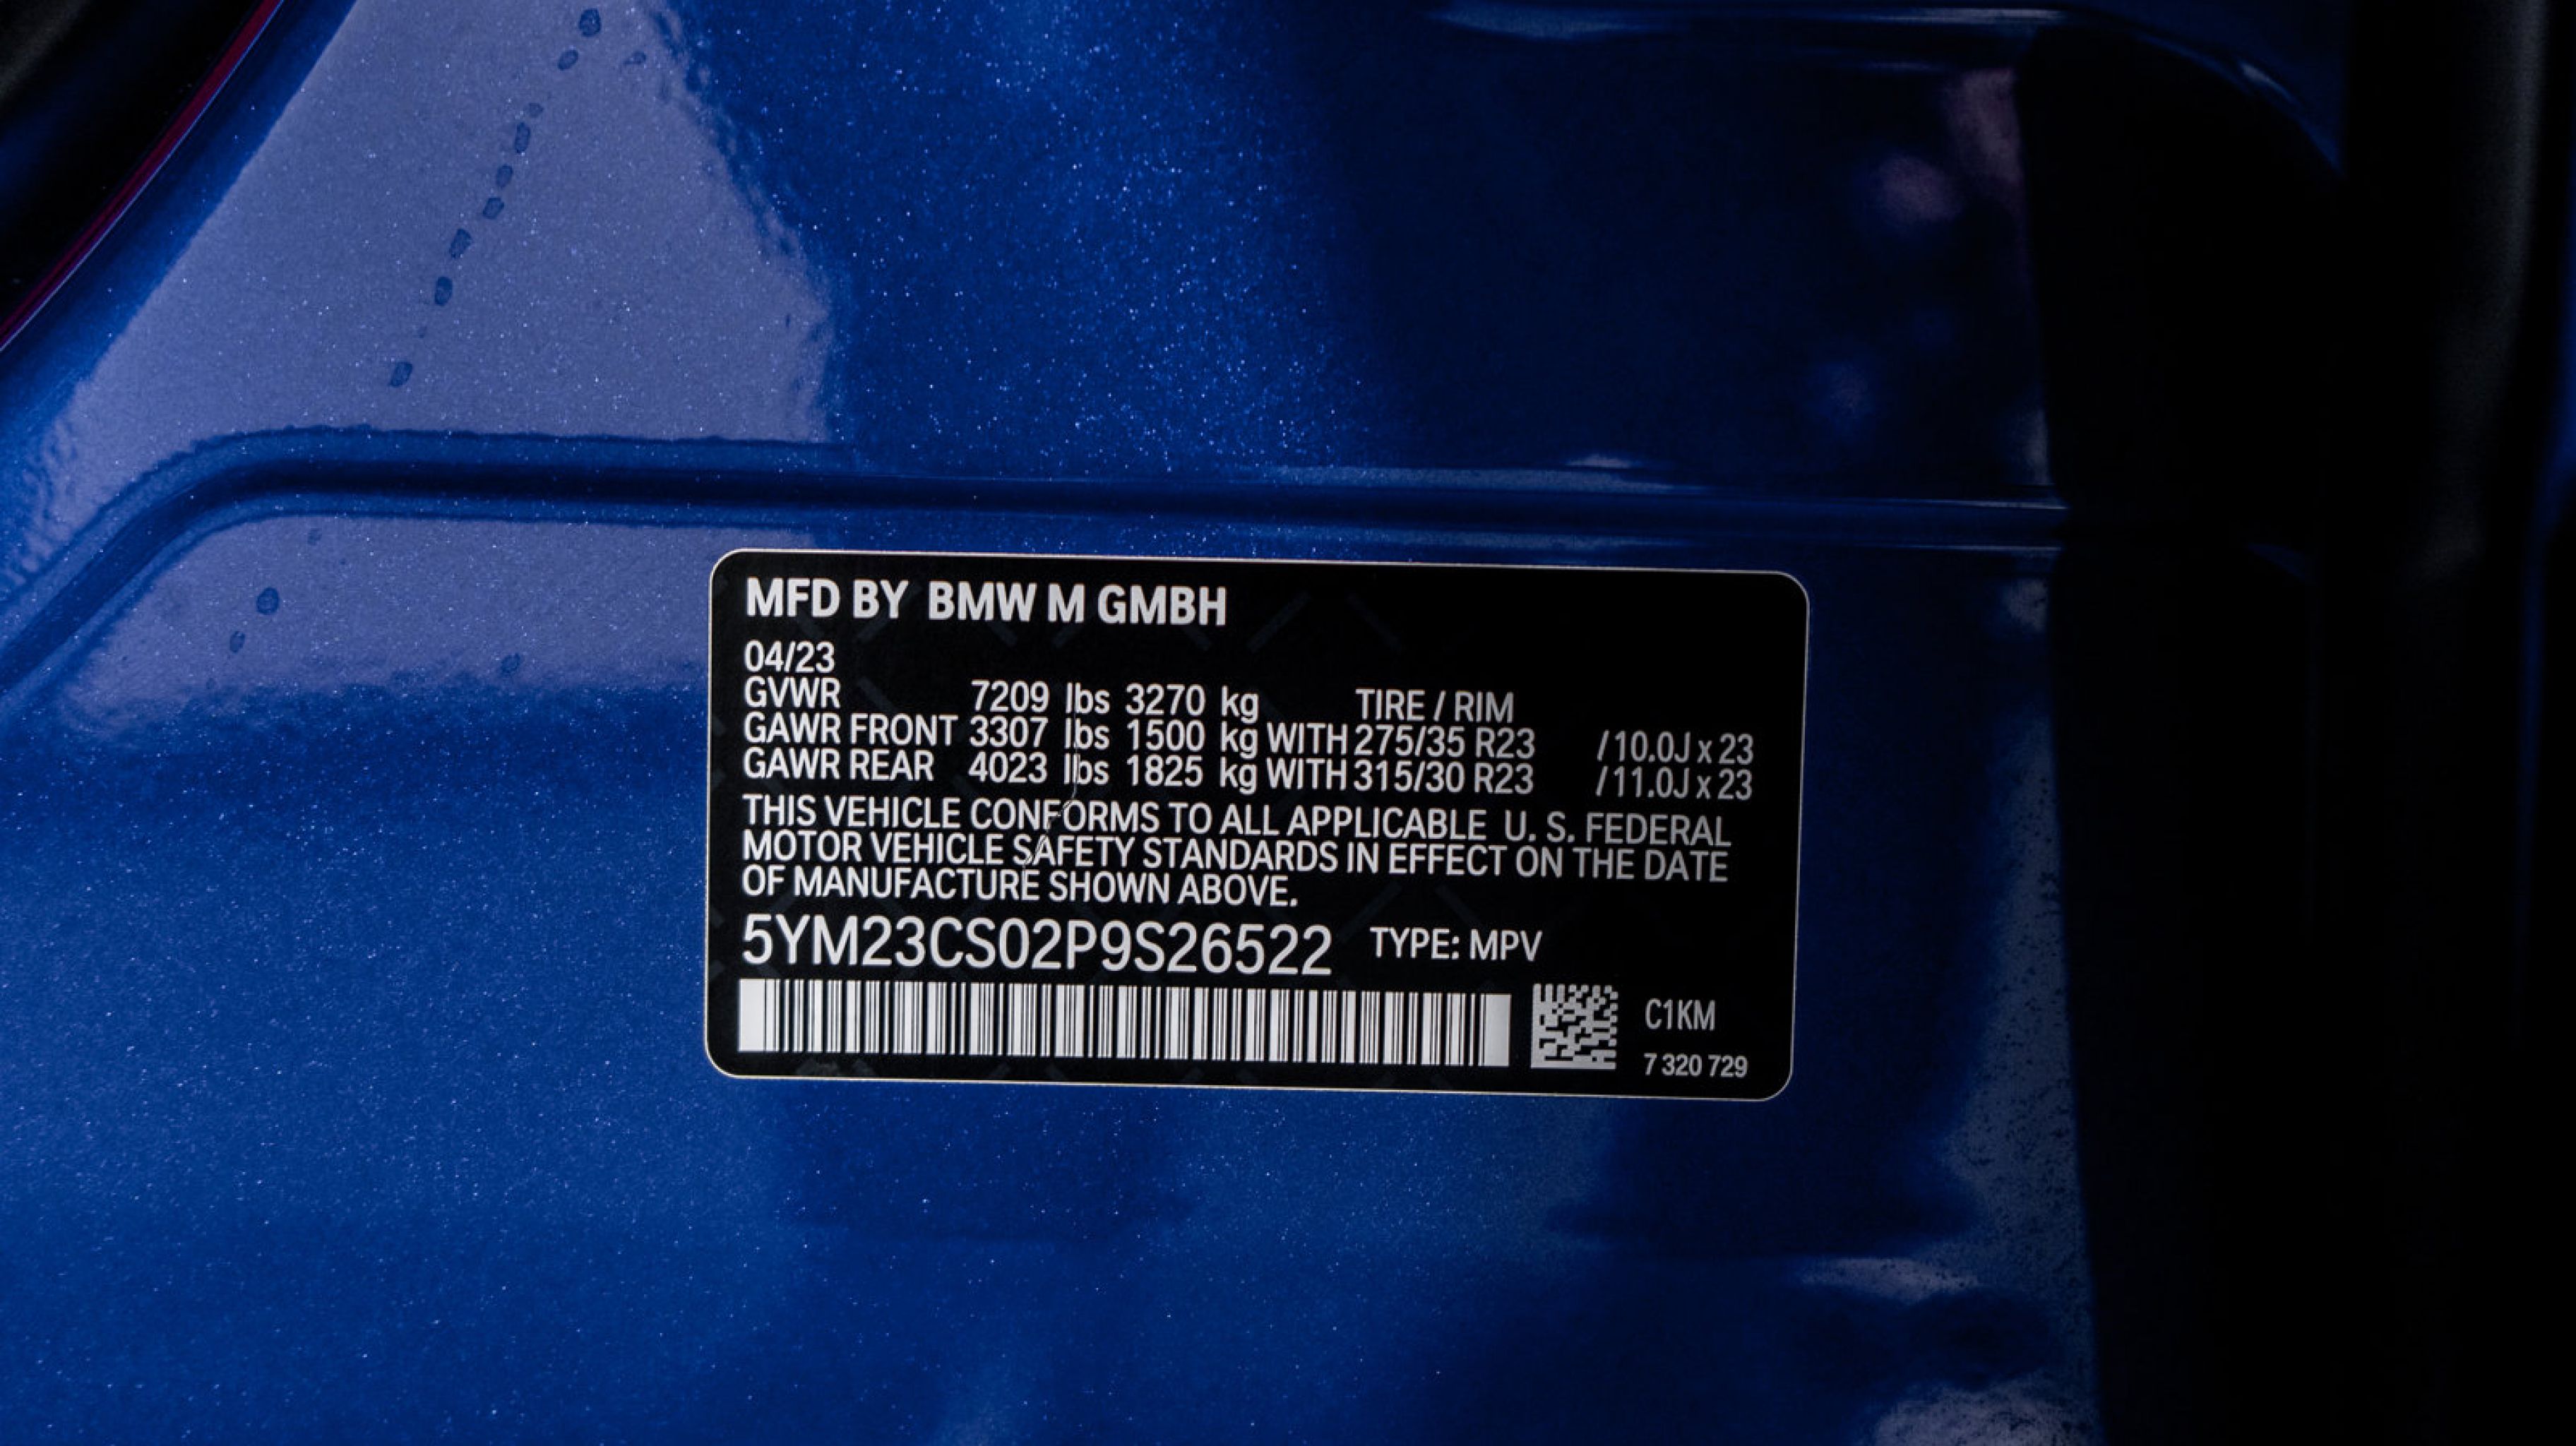 MFD BY BMW M GMBH
04/23
GVWR 7209 lbs 3270 kg TIRE / RIM
GAWR FRONT 3307 lbs 1500 kg WITH 275/35 R23 / 10.0J x 23
GAWR REAR 4023 lbs 1825 kg WITH 315/30 R23 / 11.0J x 23
THIS VEHICLE CONFORMS TO ALL APPLICABLE U. S. FEDERAL
MOTOR VEHICLE SAFETY STANDARDS IN EFFECT ON THE DATE
OF MANUFACTURE SHOWN ABOVE.
5YM23CS02P9S26522 TYPE: MPV
C1KM
7 320 729